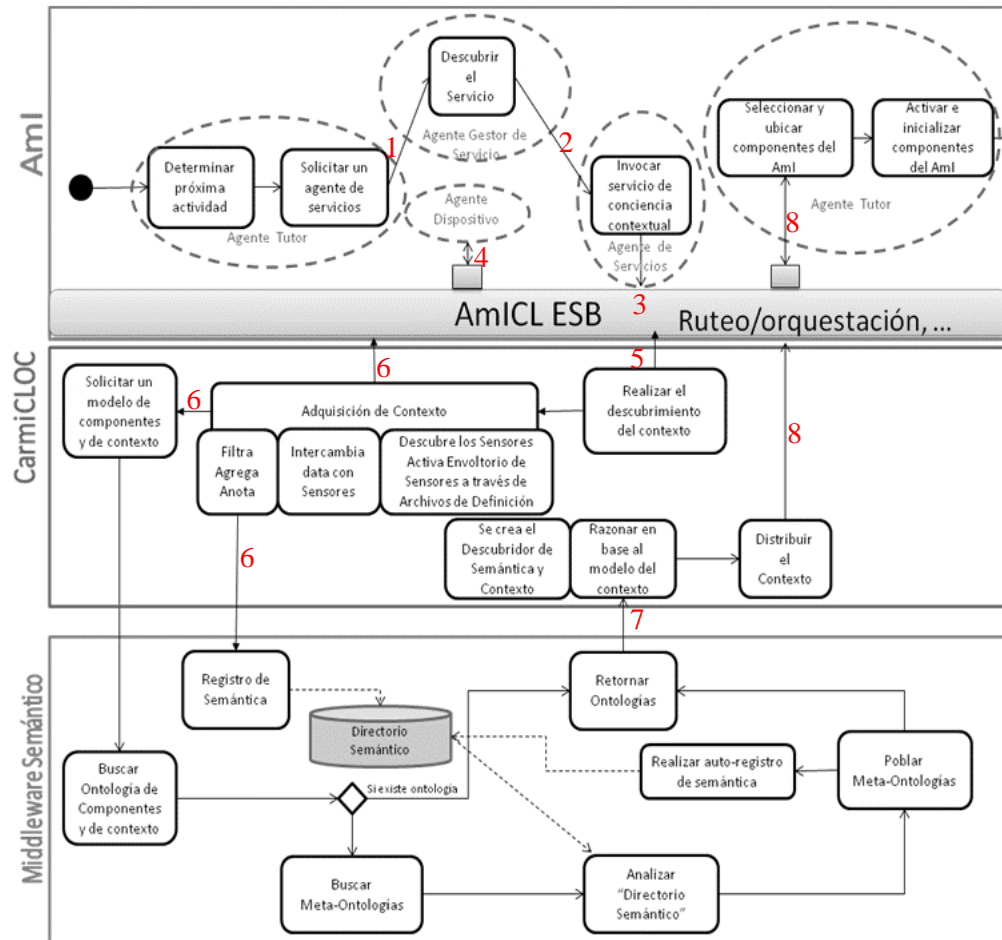 AmI
Descubrir
el
Servicio
Agente Gestor de
Servicio
1
2
Determinar
próxima
actividad
Solicitar un
agente de
servicios
Agente Tutor
Agente
Dispositivo
4
Invocar
servicio de
conciencia
contextual
Agente de
Servicios
3
Seleccionar y
ubicar
componentes del
AmI
Activar e
inicializar
componentes
del AmI
Agente Tutor
8
AmICL ESB
Ruteo/orquestación, ...
CarmiCLOC
Solicitar un
modelo de
componentes
y de contexto
6
6
5
8
Adquisición de Contexto
Filtra
Agrega
Anota
Intercambia
data con
Sensores
Descubre los Sensores
Activa Envoltorio de
Sensores a través de
Archivos de Definición
Realizar el
descubrimiento
del contexto
6
Se crea el
Descubridor de
Semántica y
Contexto
Razonar en
base al
modelo del
contexto
Distribuir
el
Contexto
7
MiddlewareSemántico
Registro de
Semántica
Directorio
Semántico
Retornar
Ontologías
Realizar auto-registro
de semántica
Poblar
Meta-Ontologías
Buscar
Ontología de
Componentes
y de contexto
Si existe ontología
Buscar
Meta-Ontologías
Analizar
"Directorio
Semántico"